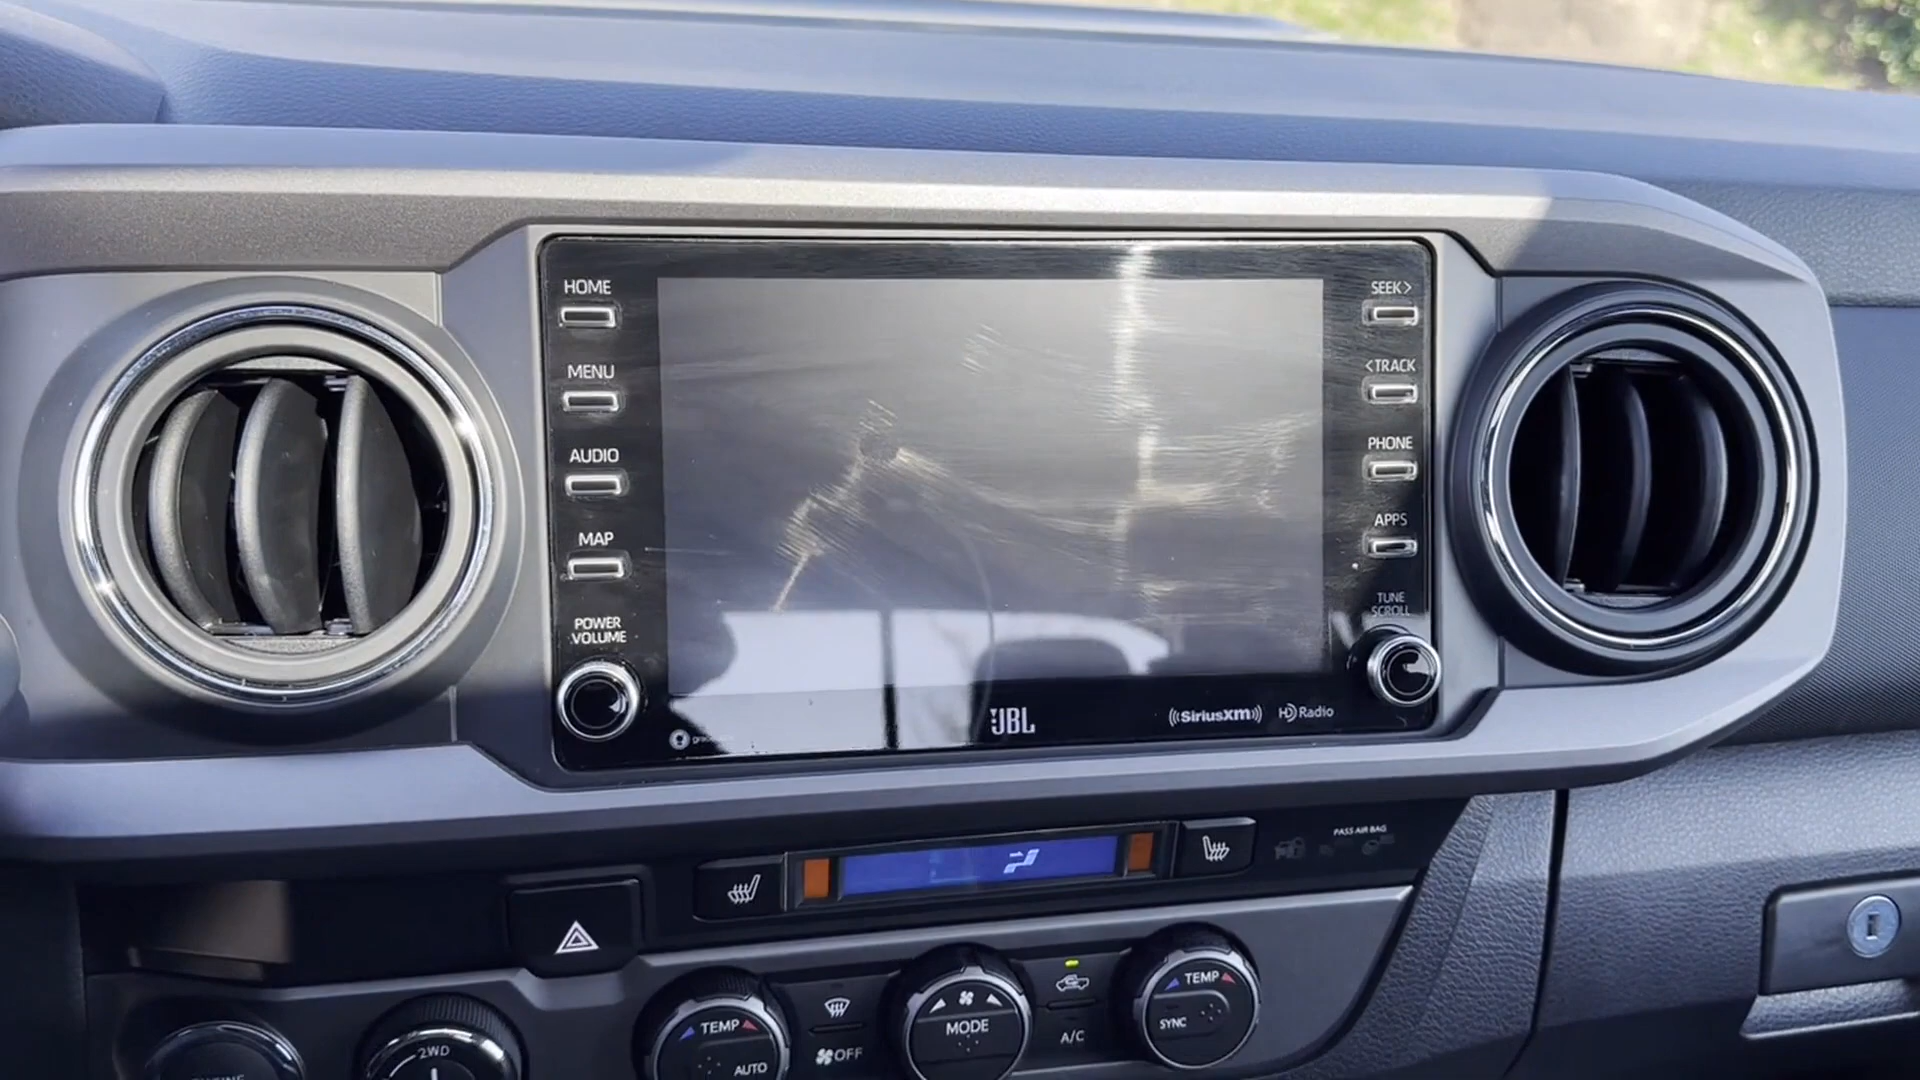 HOME
MENU
AUDIO
MAP
POWER
VOLUME
SEEK>
<TRACK
PHONE
APPS
TUNE
SCROLL
JBL
((SiriusXM))
HD Radio
PASS AIR BAG
2WD
TEMP
AUTO
OFF
MODE
A/C
TEMP
SYNC